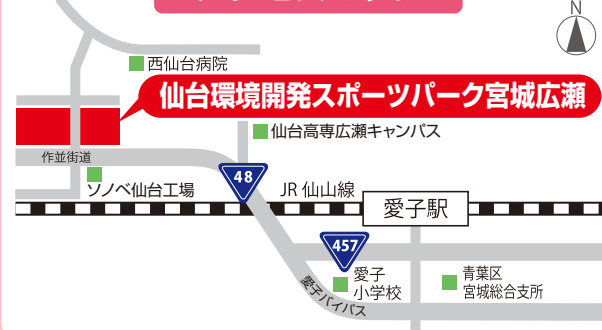 N
西仙台病院
仙台環境開発スポーツパーク宮城広瀬
仙台高専広瀬キャンパス
作並街道
ソノベ仙台工場
48
JR 仙山線
愛子駅
457
愛子
小学校
愛子バイパス
青葉区
宮城総合支所